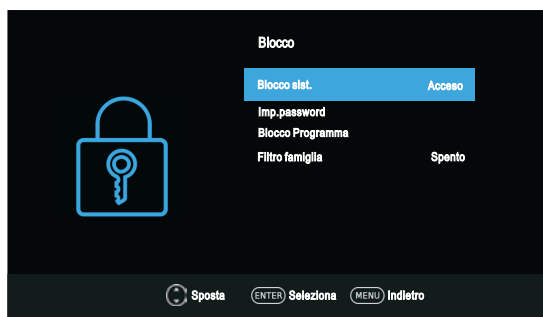 Blocco
Blocco sist. Acceso
Imp.password
Blocco Programma
Filtro famiglia Spento
Sposta ENTER Seleziona MENU Indietro